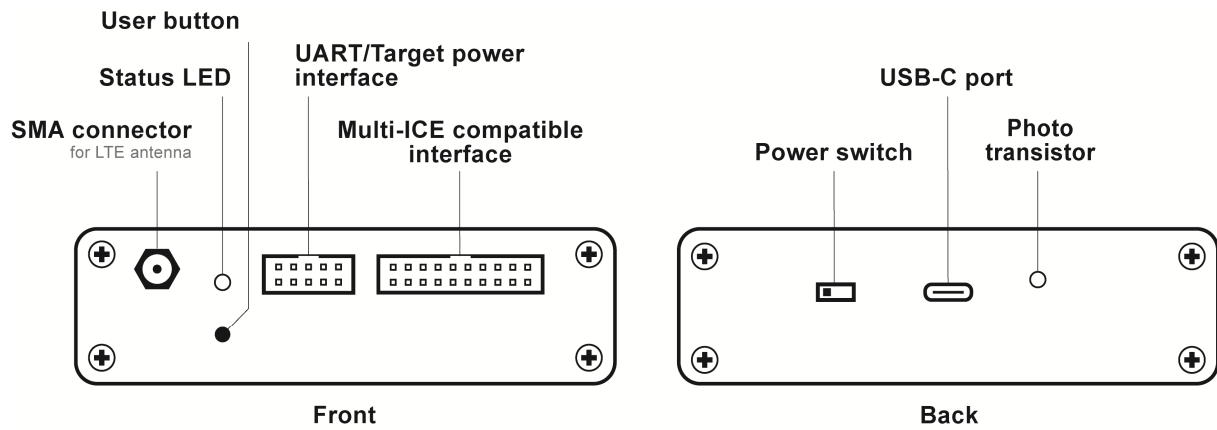 User button
UART/Target power
interface
Status LED
SMA connector
for LTE antenna
Multi-ICE compatible
interface
USB-C port
Photo
transistor
Power switch
Front
Back